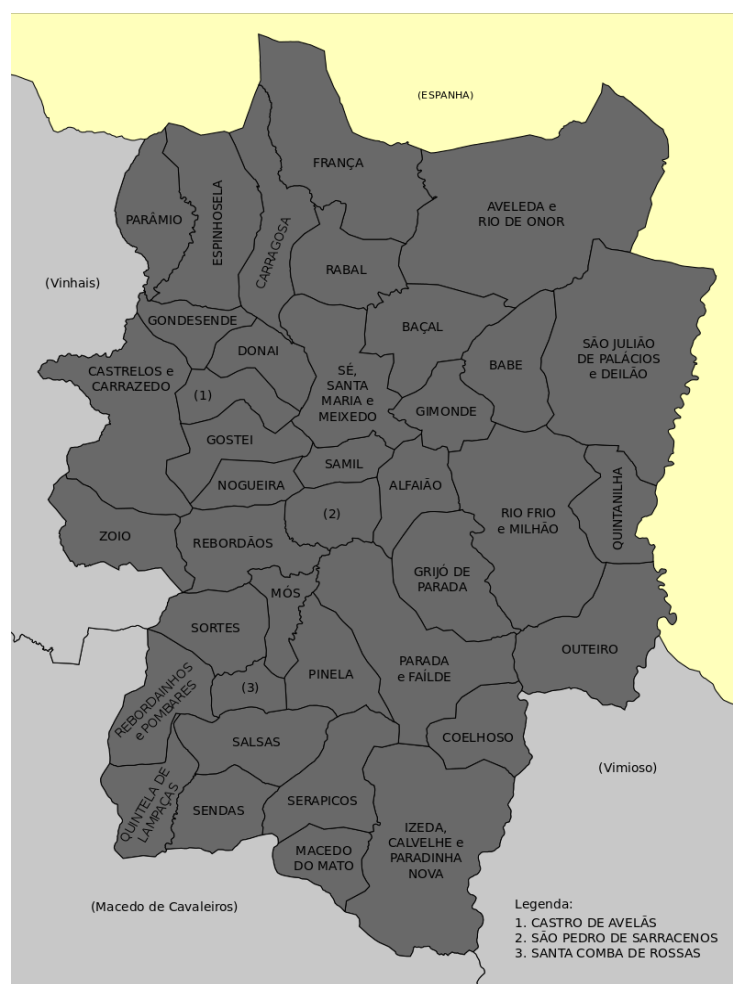 (ESPANHA)
FRANÇA
AVELEDA e
RIO DE ONOR
PARÂMIO
ESPINHOSELA
CARRAGOSA
RABAL
(Vinhais)
GONDESENDE
BAÇAL
DONAI
BABE
SÃO JULIÃO
DE PALÁCIOS
e DEILÃO
CASTRELOS e
CARRAZEDO
SÉ,
SANTA
MARIA e
MEIXEDO
(1)
GIMONDE
GOSTEI
SAMIL
NOGUEIRA
ALFAIÃO
QUINTANILHA
(2)
RIO FRIO
e MILHÃO
ZOIO
REBORDÃOS
GRIJÓ DE
PARADA
MÓS
SORTES
OUTEIRO
PARADA
e FAÍLDE
PINELA
(3)
REBORDAINHOS
e POMBARES
SALSAS
COELHOSO
(Vimioso)
QUINTELA DE
LAMPAÇAS
SENDAS
SERAPICOS
IZEDA,
CALVELHE e
PARADINHA
NOVA
MACEDO
DO MATO
(Macedo de Cavaleiros)
Legenda:
1. CASTRO DE AVELÃS
2. SÃO PEDRO DE SARRACENOS
3. SANTA COMBA DE ROSSAS